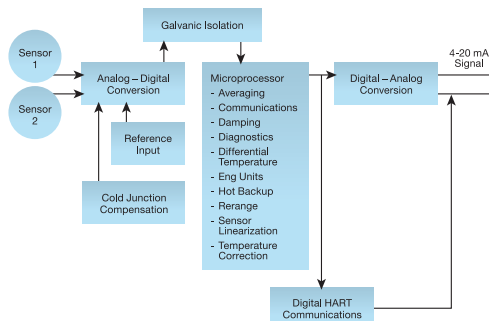 Galvanic Isolation
Sensor
1
Sensor
2
Analog – Digital
Conversion
Reference
Input
Cold Junction
Compensation
Microprocessor
- Averaging
- Communications
- Damping
- Diagnostics
- Differential
Temperature
- Eng Units
- Hot Backup
- Rerange
- Sensor
Linearization
- Temperature
Correction
Digital – Analog
Conversion
4-20 mA
Signal
Digital HART
Communications